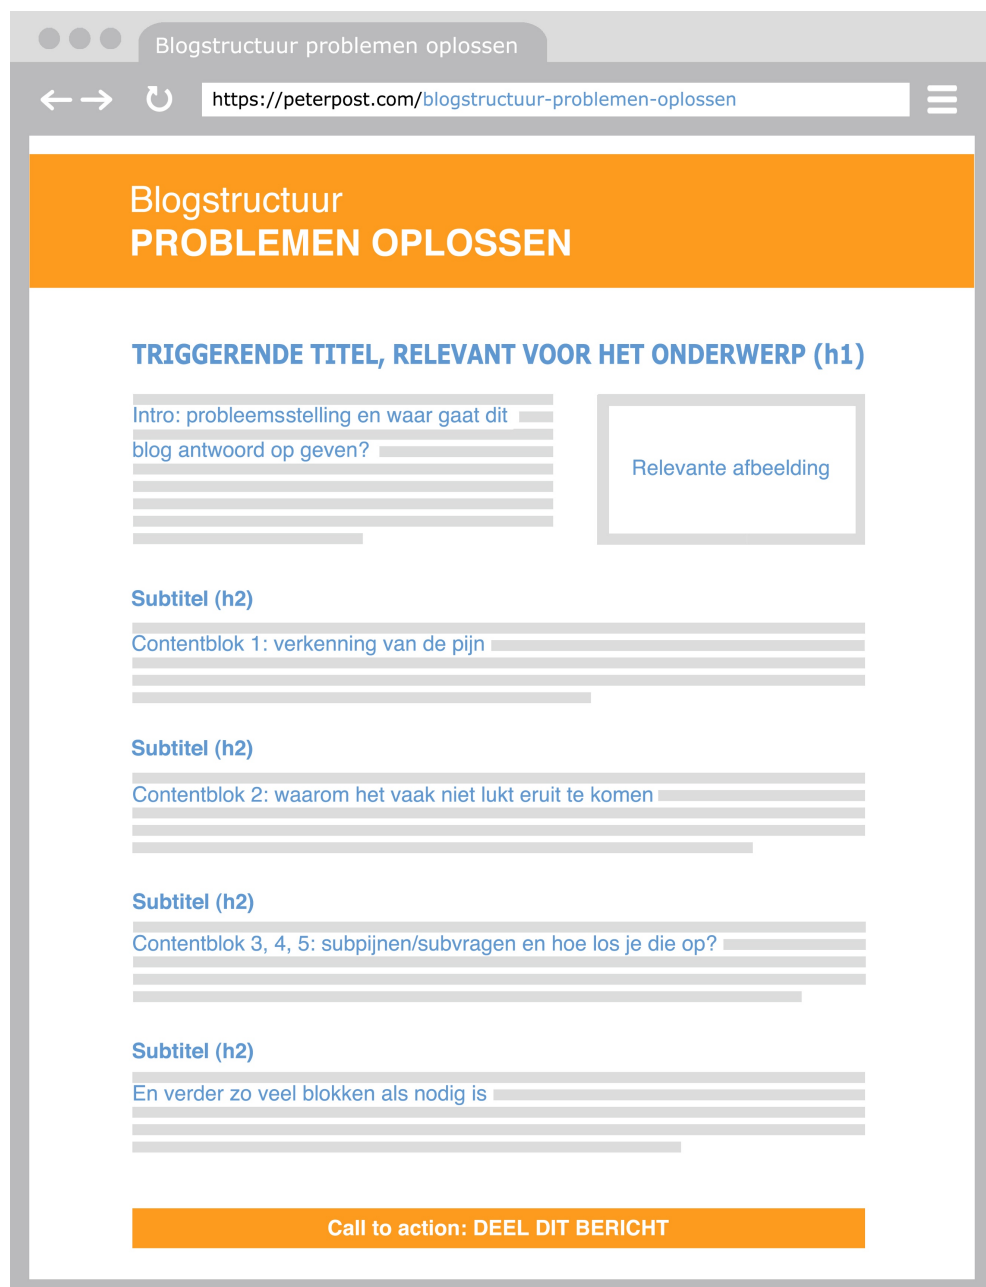 Blogstructuur problemen oplossen
https://peterpost.com/blogstructuur-problemen-oplossen
Blogstructuur
PROBLEMEN OPLOSSEN
TRIGGERENDE TITEL, RELEVANT VOOR HET ONDERWERP (h1)
Intro: probleemsstelling en waar gaat dit
blog antwoord op geven?
Relevante afbeelding
Subtitel (h2)
Contentblok 1: verkenning van de pijn
Subtitel (h2)
Contentblok 2: waarom het vaak niet lukt eruit te komen
Subtitel (h2)
Contentblok 3, 4, 5: subpijnen/subvragen en hoe los je die op?
Subtitel (h2)
En verder zo veel blokken als nodig is
Call to action: DEEL DIT BERICHT